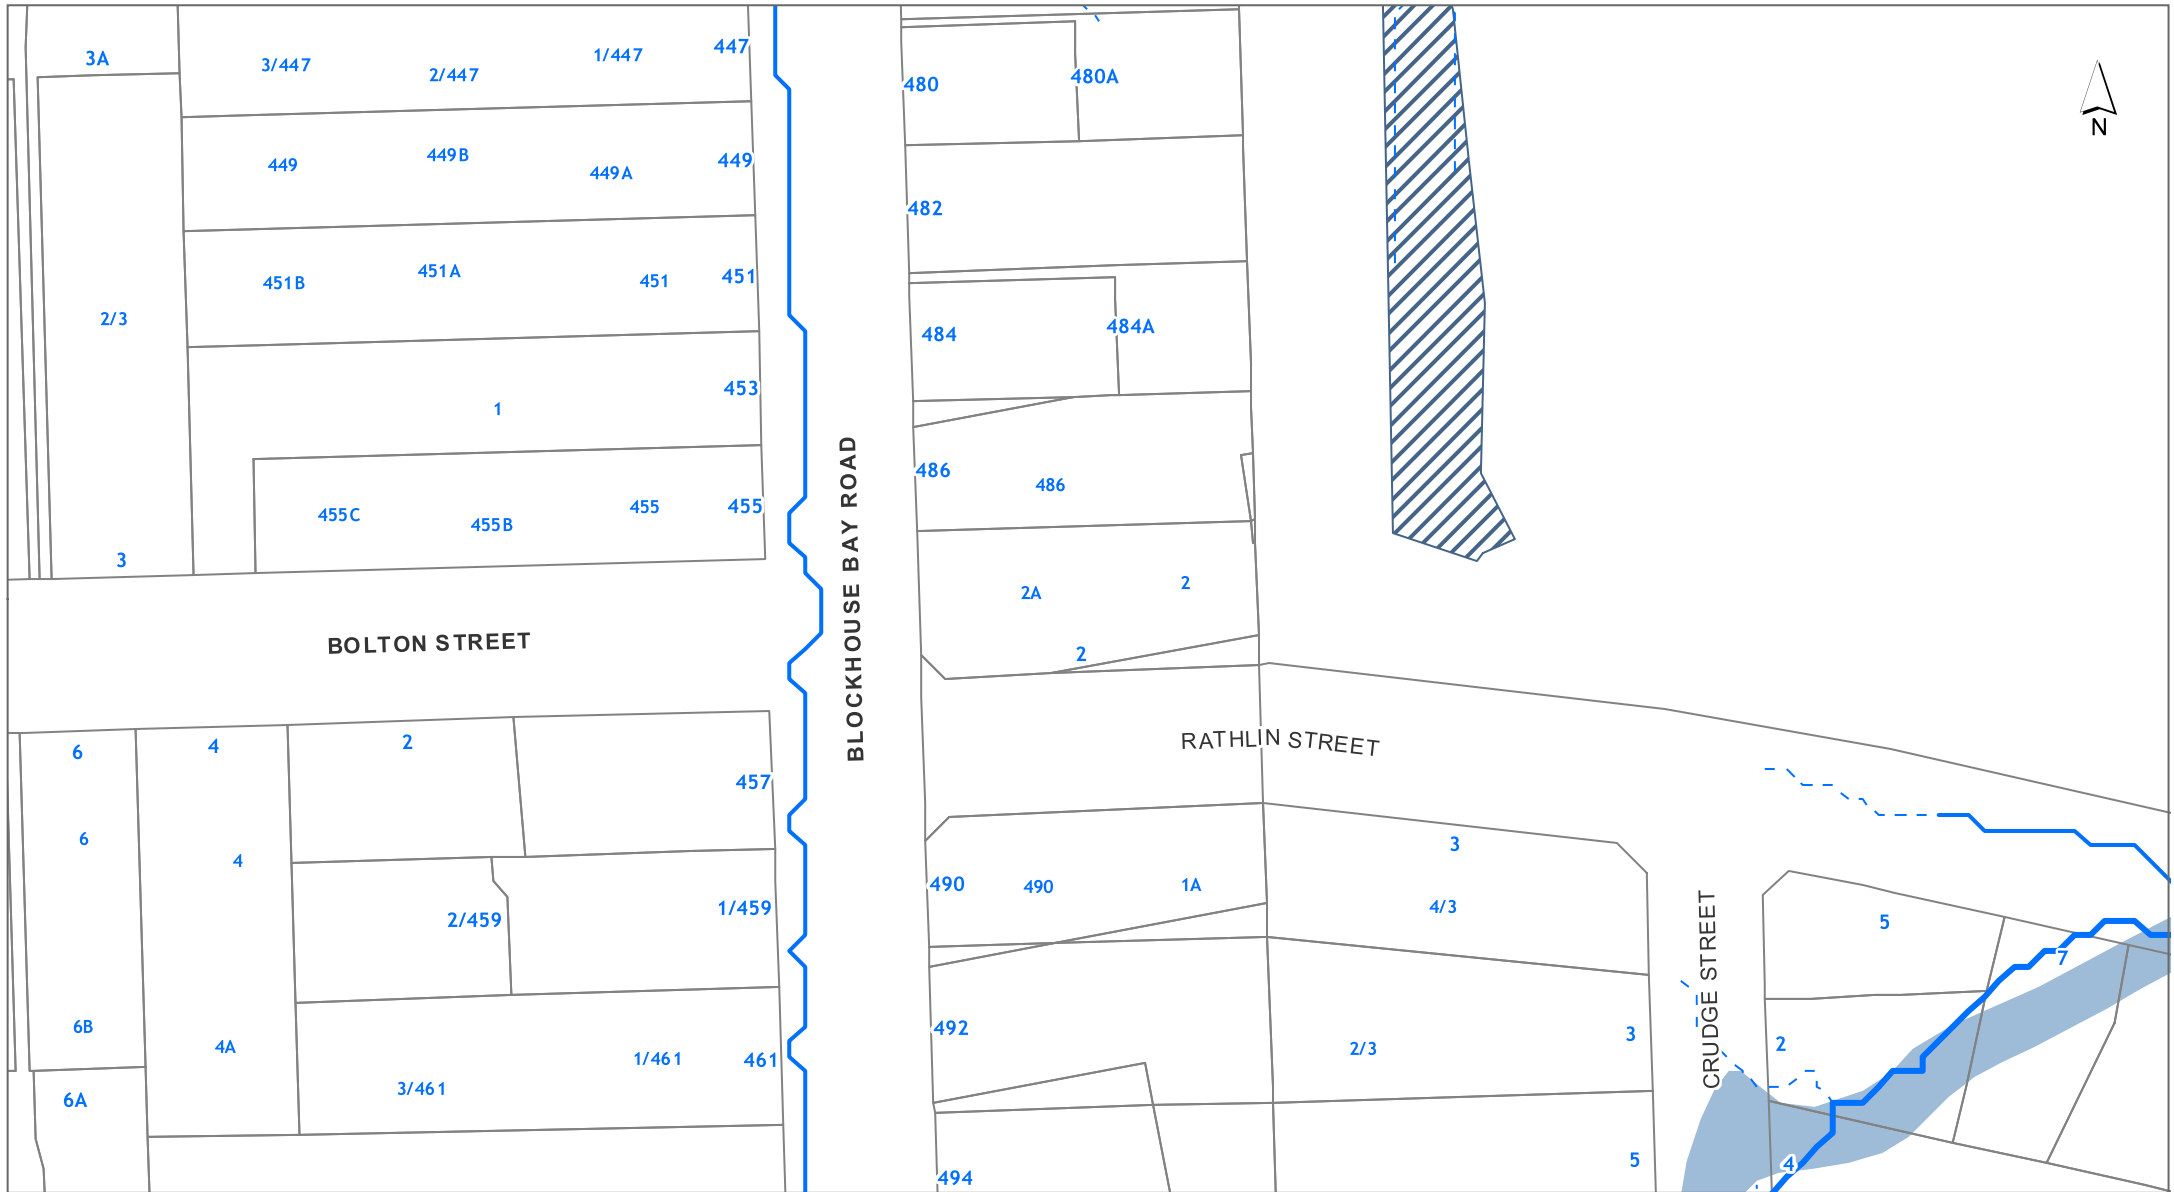 447
3A
3/447
2/447
1/447
480
480A
N
449
449B
449A
449
482
451B
451A
451
451
2/3
484
484A
1
453
486
486
455C
455B
455
455
3
2A
2
BOLTON STREET
BLOCKHOUSE BAY ROAD
2
RATHLIN STREET
6
4
2
457
6
4
3
490
490
1A
4/3
2/459
1/459
5
CRUDGE STREET
7
6B
4A
1/461
461
492
2/3
3
2
3/461
6A
5
4
494